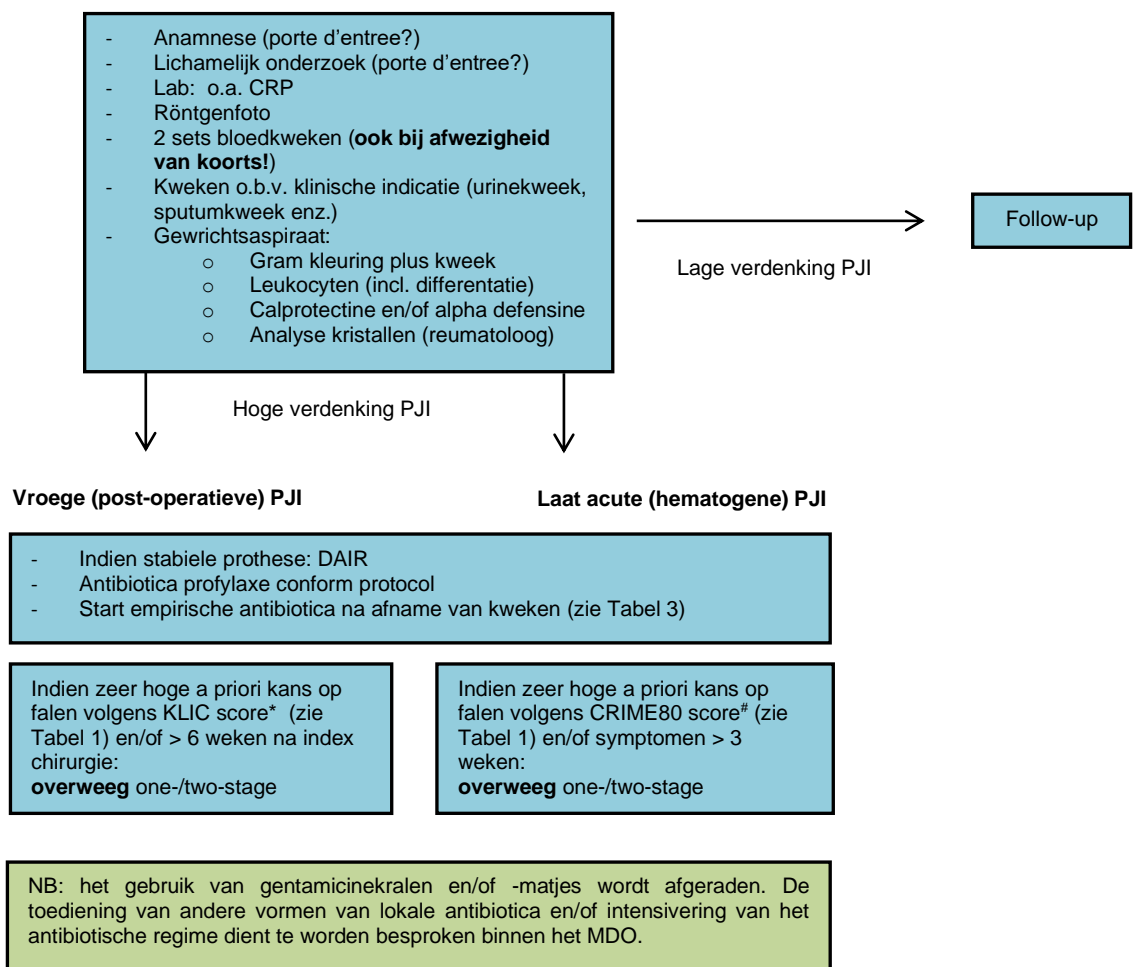 - Anamnese (porte d'entree?)
- Lichamelijk onderzoek (porte d'entree?)
- Lab: o.a. CRP
- Röntgenfoto
- 2 sets bloedkweken (ook bij afwezigheid
van koorts!)
- Kweken o.b.v. klinische indicatie (urinekweek,
sputumkweek enz.)
- Gewrichtsaspiraat:
o Gram kleuring plus kweek
o Leukocyten (incl. differentatie)
o Calprotectine en/of alpha defensine
o Analyse kristallen (reumatoloog)
Follow-up
Lage verdenking PJI
Hoge verdenking PJI
Vroege (post-operatieve) PJI
Laat acute (hematogene) PJI
- Indien stabiele prothese: DAIR
- Antibiotica profylaxe conform protocol
- Start empirische antibiotica na afname van kweken (zie Tabel 3)
Indien zeer hoge a priori kans op
falen volgens KLIC score* (zie
Tabel 1) en/of > 6 weken na index
chirurgie:
overweeg one-/two-stage
Indien zeer hoge a priori kans op
falen volgens CRIME80 score# (zie
Tabel 1) en/of symptomen > 3
weken:
overweeg one-/two-stage
NB: het gebruik van gentamicinekralen en/of -matjes wordt afgeraden. De
toediening van andere vormen van lokale antibiotica en/of intensivering van het
antibiotische regime dient te worden besproken binnen het MDO.